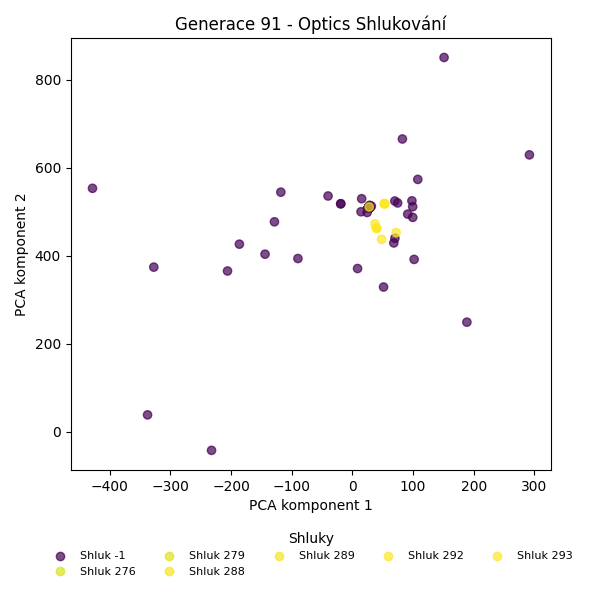 Generace 91 - Optics Shlukování
PCA komponent 2
800
600
400
200
0
−400 −300 −200 −100 0 100 200 300
PCA komponent 1
Shluky
Shluk -1 Shluk 279 Shluk 289 Shluk 292 Shluk 293
Shluk 276 Shluk 288